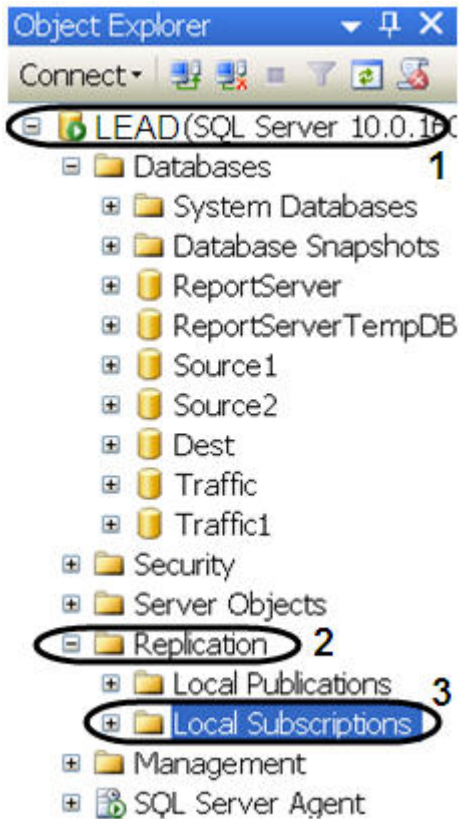 Object Explorer
Connect
LEAD (SQL Server 10.0.
1
Databases
System Databases
Database Snapshots
ReportServer
ReportServerTempDB
Source1
Source2
Dest
Traffic
Traffic1
Security
Server Objects
Replication 2
Local Publications
3
Local Subscriptions
Management
SQL Server Agent